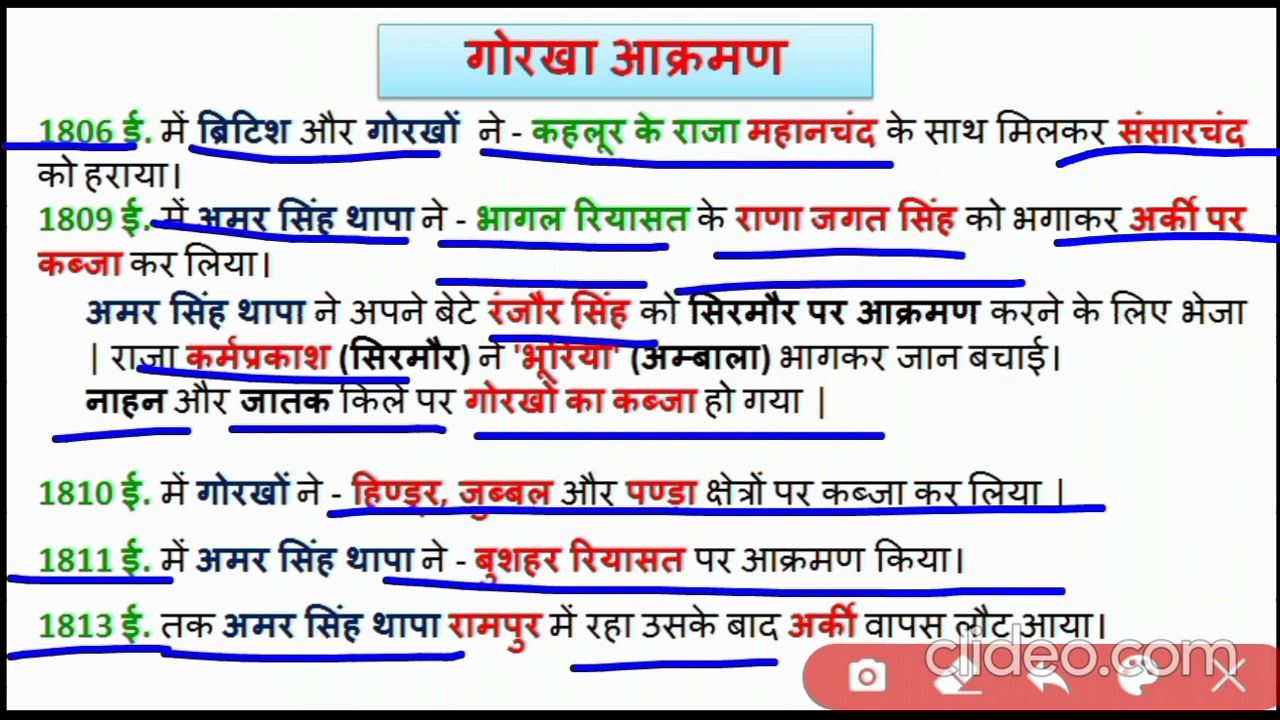 गोरखा आक्रमण
1806 ई. में ब्रिटिश और गोरखों ने - कहलूर के राजा महानचंद के साथ मिलकर संसारचंद
को हराया।
1809 ई. में अमर सिंह थापा ने - भागल रियासत के राणा जगत सिंह को भगाकर अर्की पर
कब्जा कर लिया।
अमर सिंह थापा ने अपने बेटे रंजौर सिंह को सिरमौर पर आक्रमण करने के लिए भेजा
| राजा कर्मप्रकाश (सिरमौर) ने 'भूरिया' (अम्बाला) भागकर जान बचाई।
नाहन और जातक किले पर गोरखों का कब्जा हो गया |
1810 ई. में गोरखों ने - हिण्डूर, जुब्बल और पण्ड्रा क्षेत्रों पर कब्जा कर लिया |
1811 ई. में अमर सिंह थापा ने - बुशहर रियासत पर आक्रमण किया।
1813 ई. तक अमर सिंह थापा रामपुर में रहा उसके बाद अर्की वापस लौट आया।
clideo.com